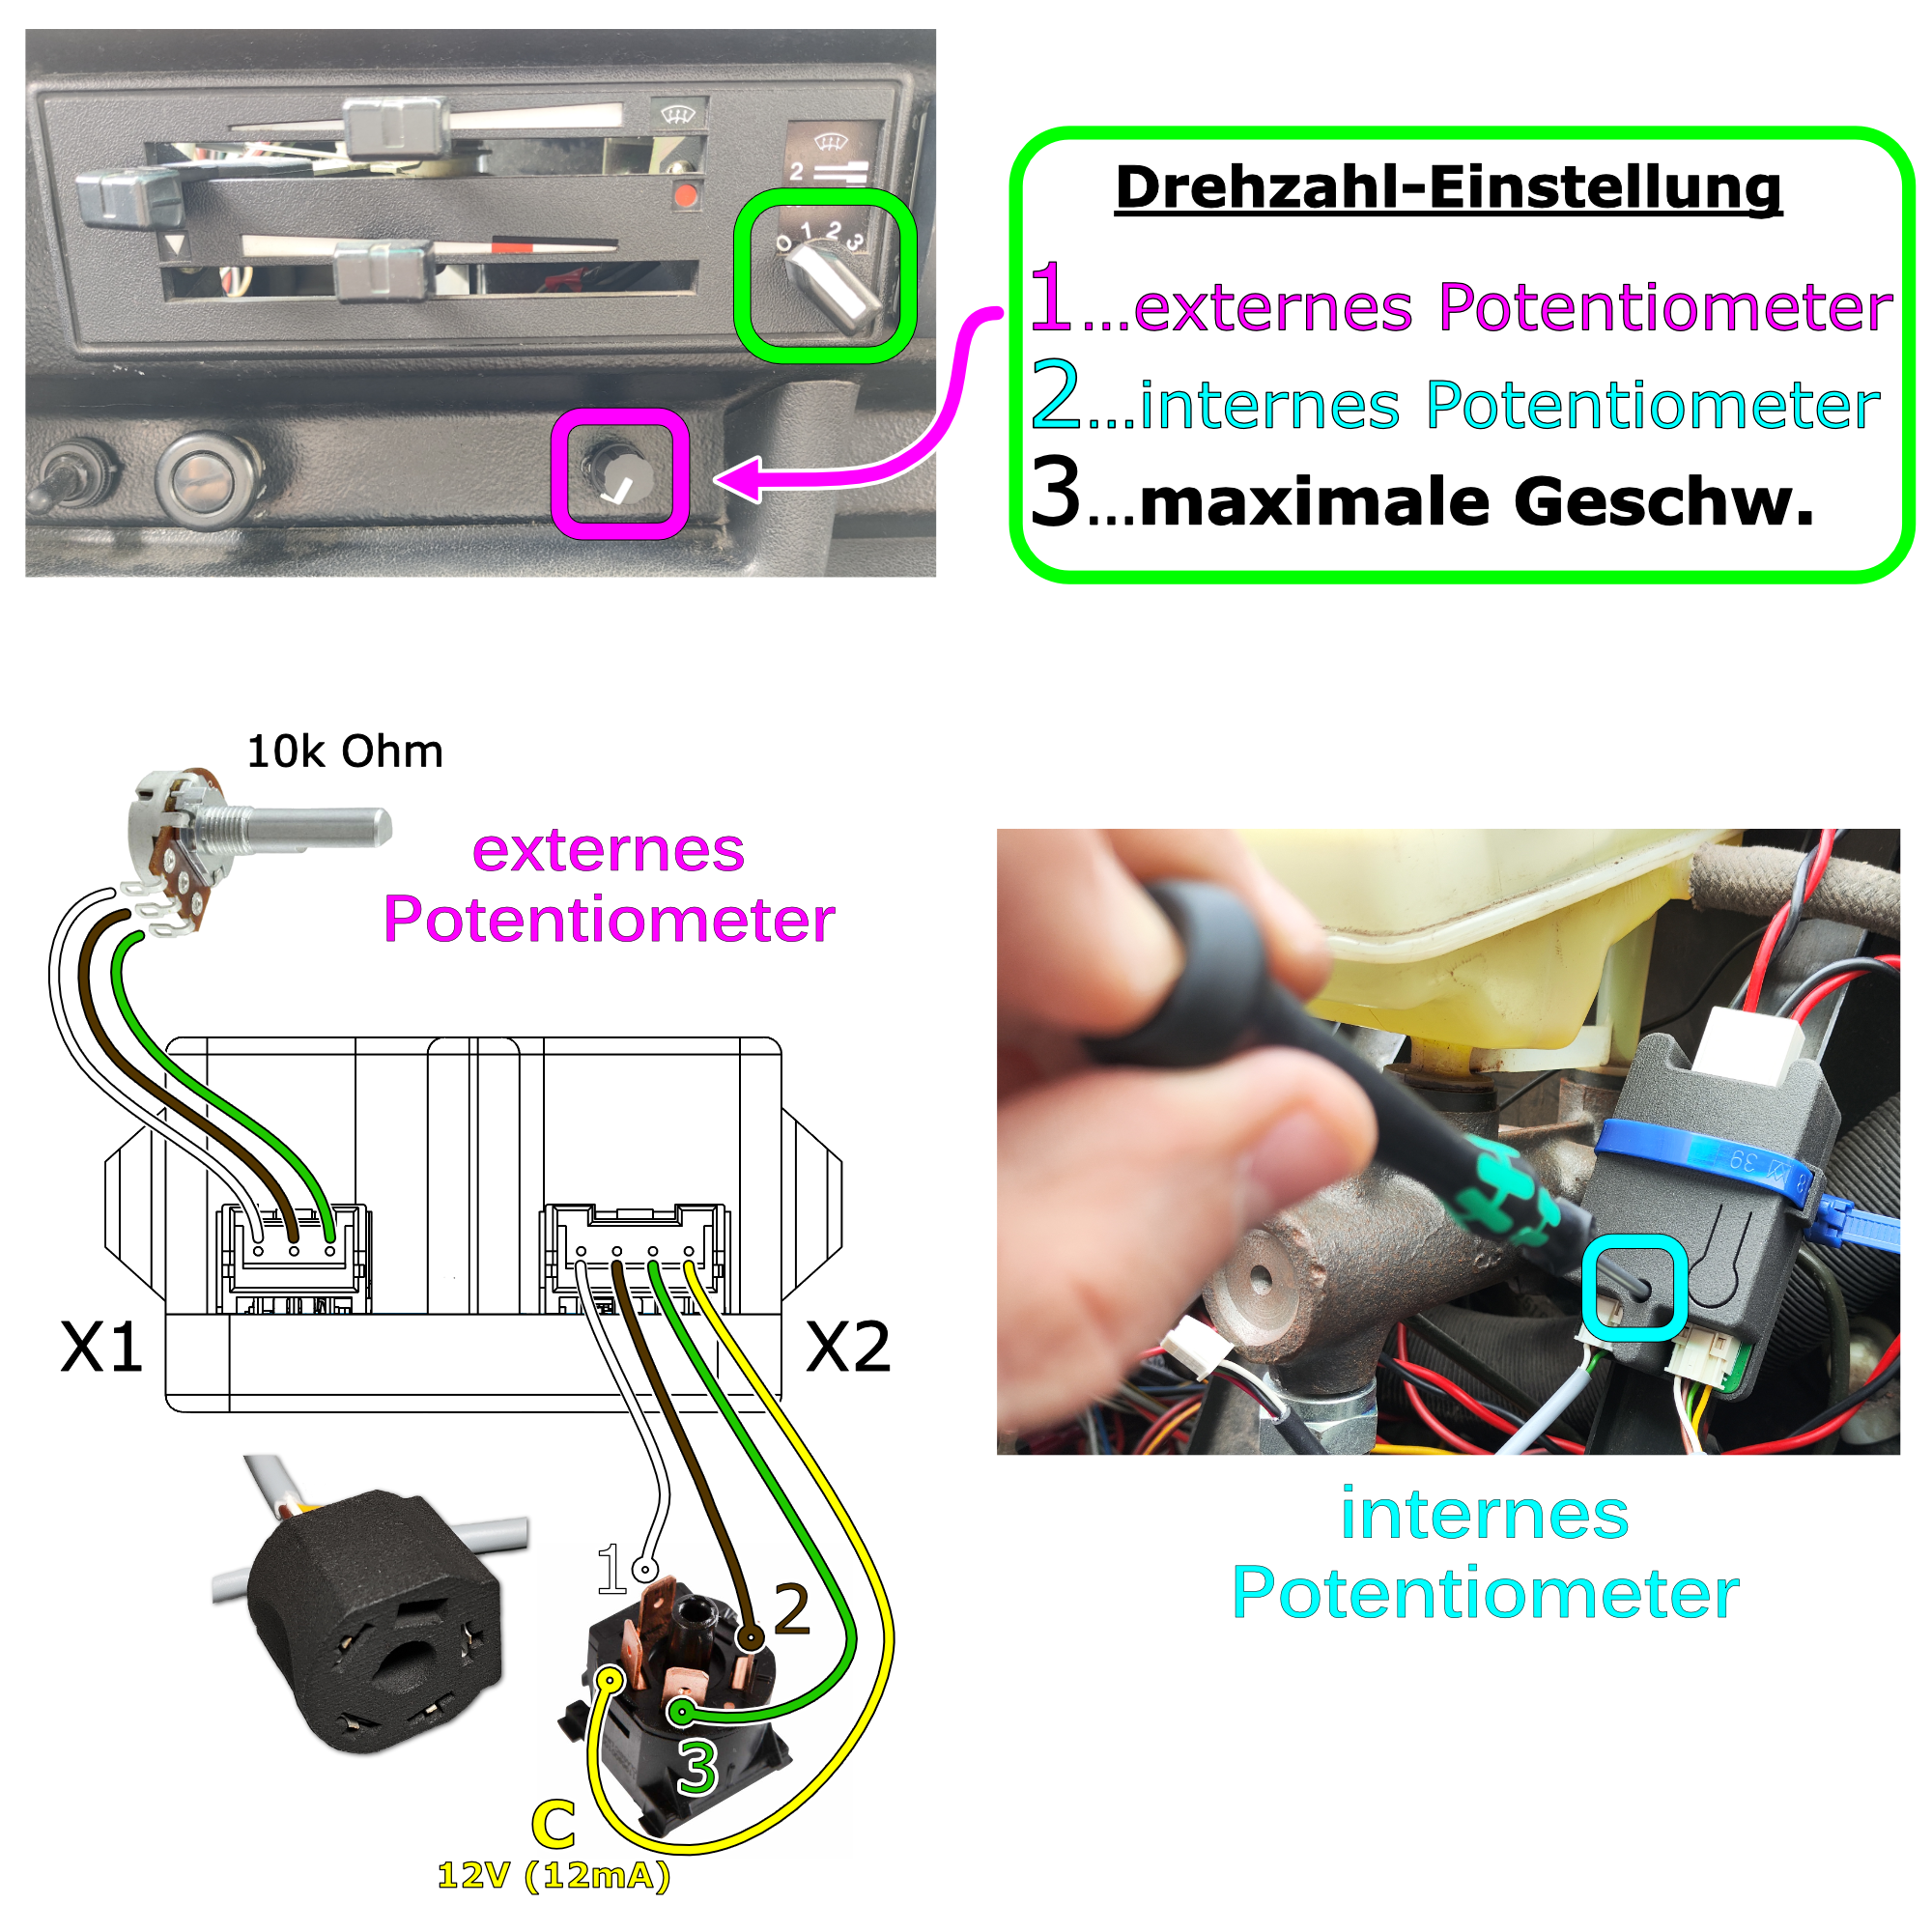 2
0 1 2 3
Drehzahl-Einstellung
1...externes Potentiometer
2...internes Potentiometer
3...maximale Geschw.
10k Ohm
externes
Potentiometer
X1
X2
39
internes
Potentiometer
1
2
3
C
12V (12mA)